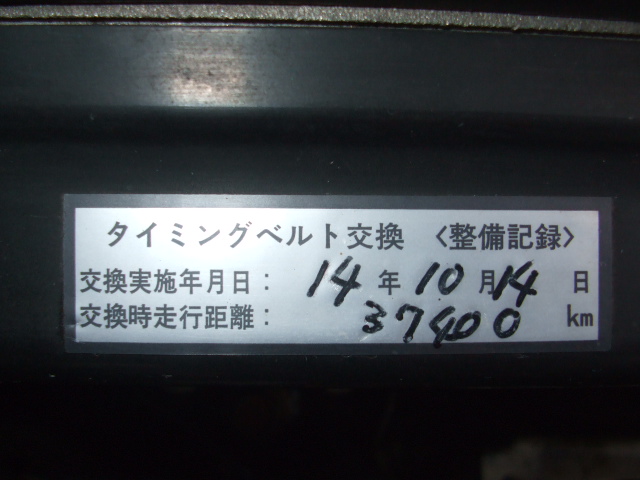 タイミングベルト交換 〈整備記録〉
交換実施年月日: 14 年 10 月 14 日
交換時走行距離: 37400 km